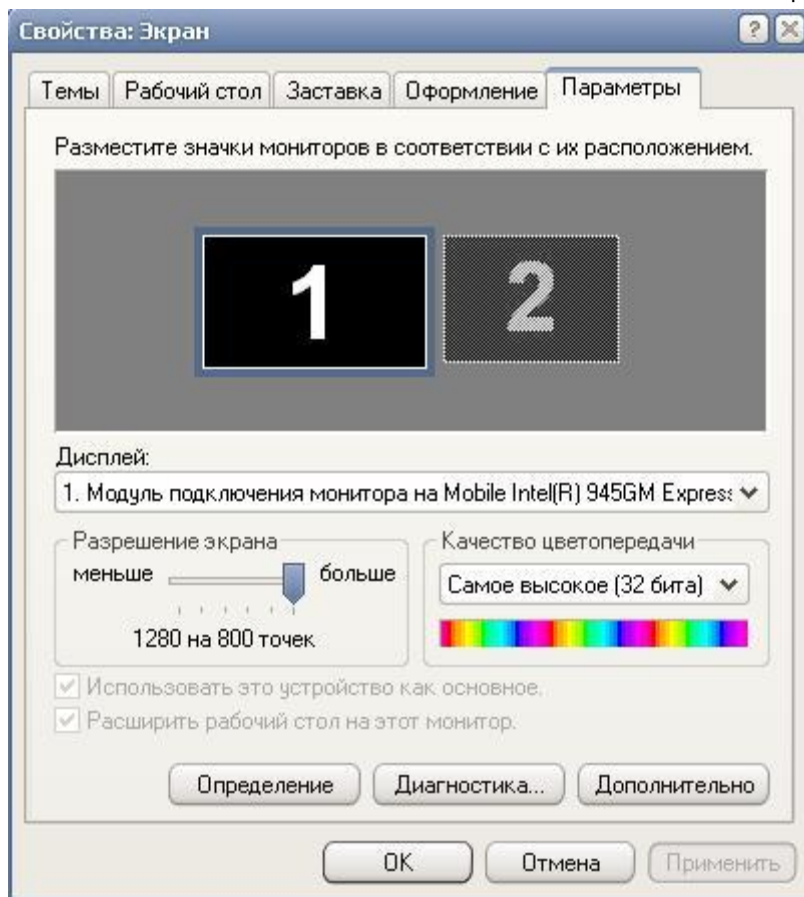 Свойства: Экран
Темы Рабочий стол Заставка Оформление Параметры
Разместите значки мониторов в соответствии с их расположением.
1 2
Дисплей:
1. Модуль подключения монитора на Mobile Intel(R) 945GM Express
Разрешение экрана Качество цветопередачи
меньше больше Самое высокое (32 бита)
1280 на 800 точек
Использовать это устройство как основное.
Расширить рабочий стол на этот монитор.
Определение Диагностика... Дополнительно
ОК Отмена Применить